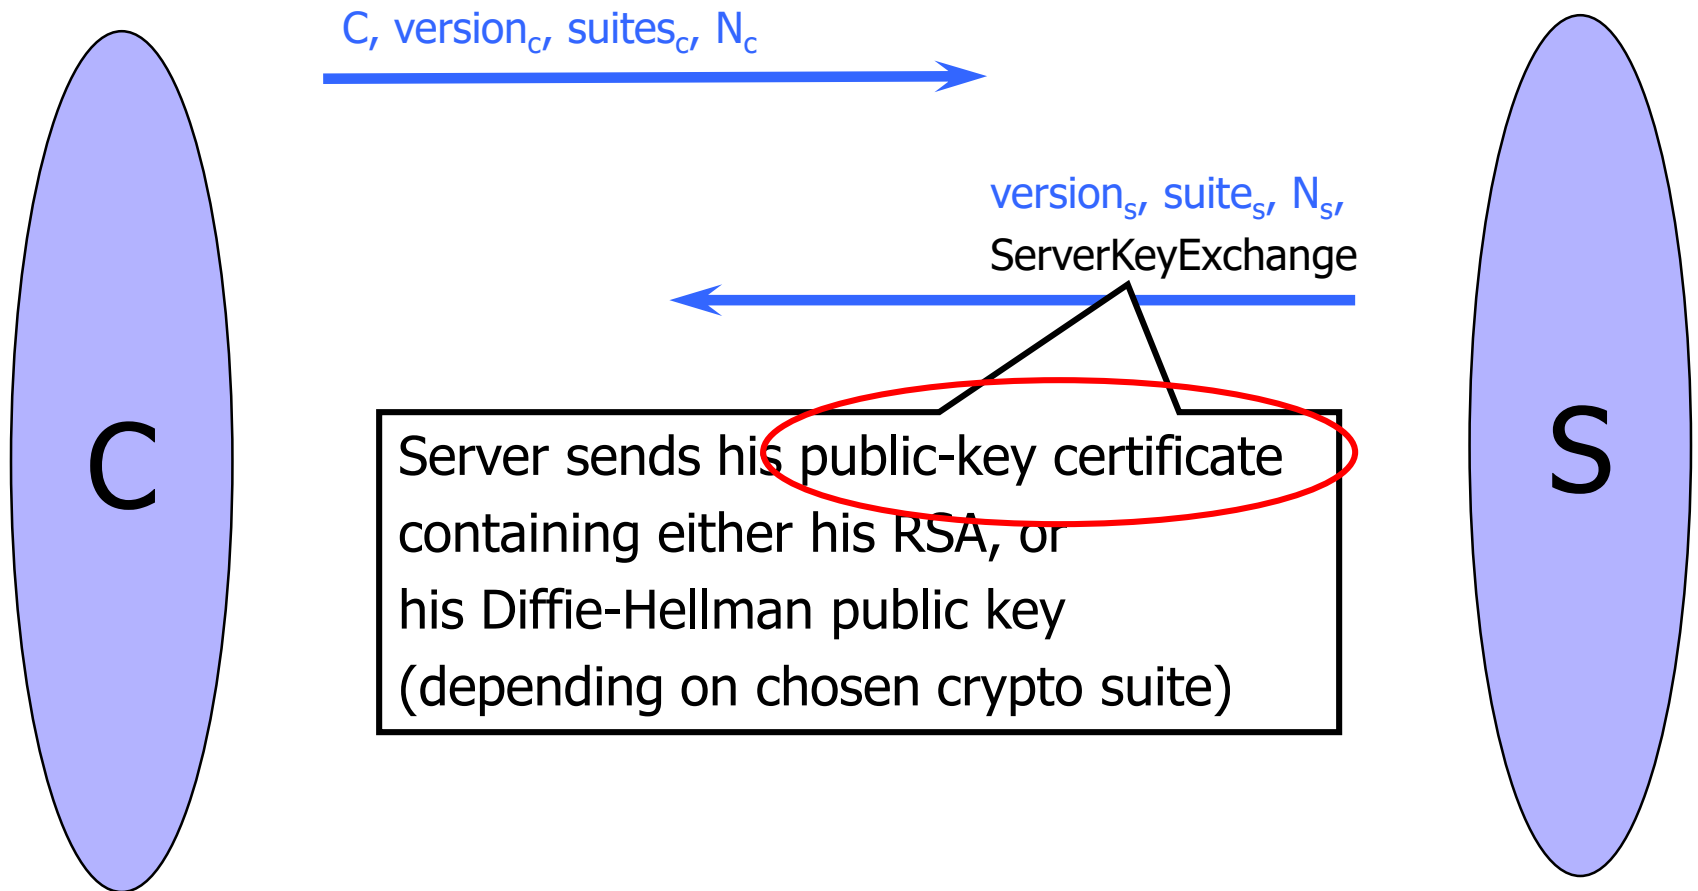 C, version_c, suites_c, N_c
version_s, suite_s, N_s,
ServerKeyExchange
C
S
Server sends his public-key certificate
containing either his RSA, or
his Diffie-Hellman public key
(depending on chosen crypto suite)